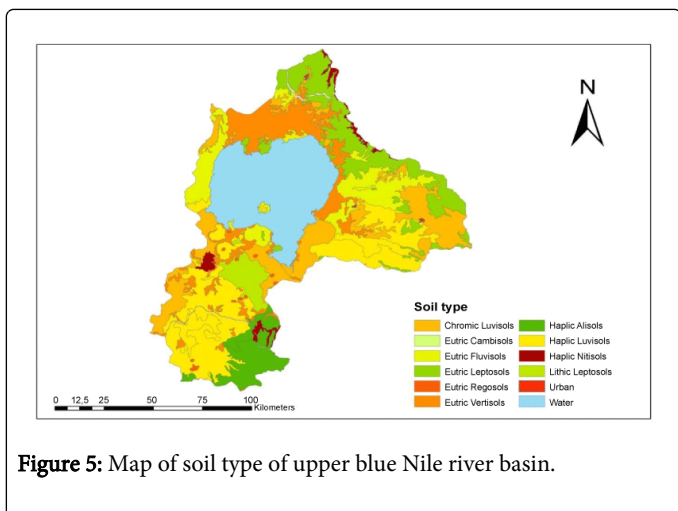 N
Soil type
Chromic Luvisols
Eutric Cambisols
Eutric Fluvisols
Eutric Leptosols
Eutric Regosols
Eutric Vertisols
Haplic Alisols
Haplic Luvisols
Haplic Nitisols
Lithic Leptosols
Urban
Water
0 12,5 25 50 75 100
Kilometers
Figure 5: Map of soil type of upper blue Nile river basin.